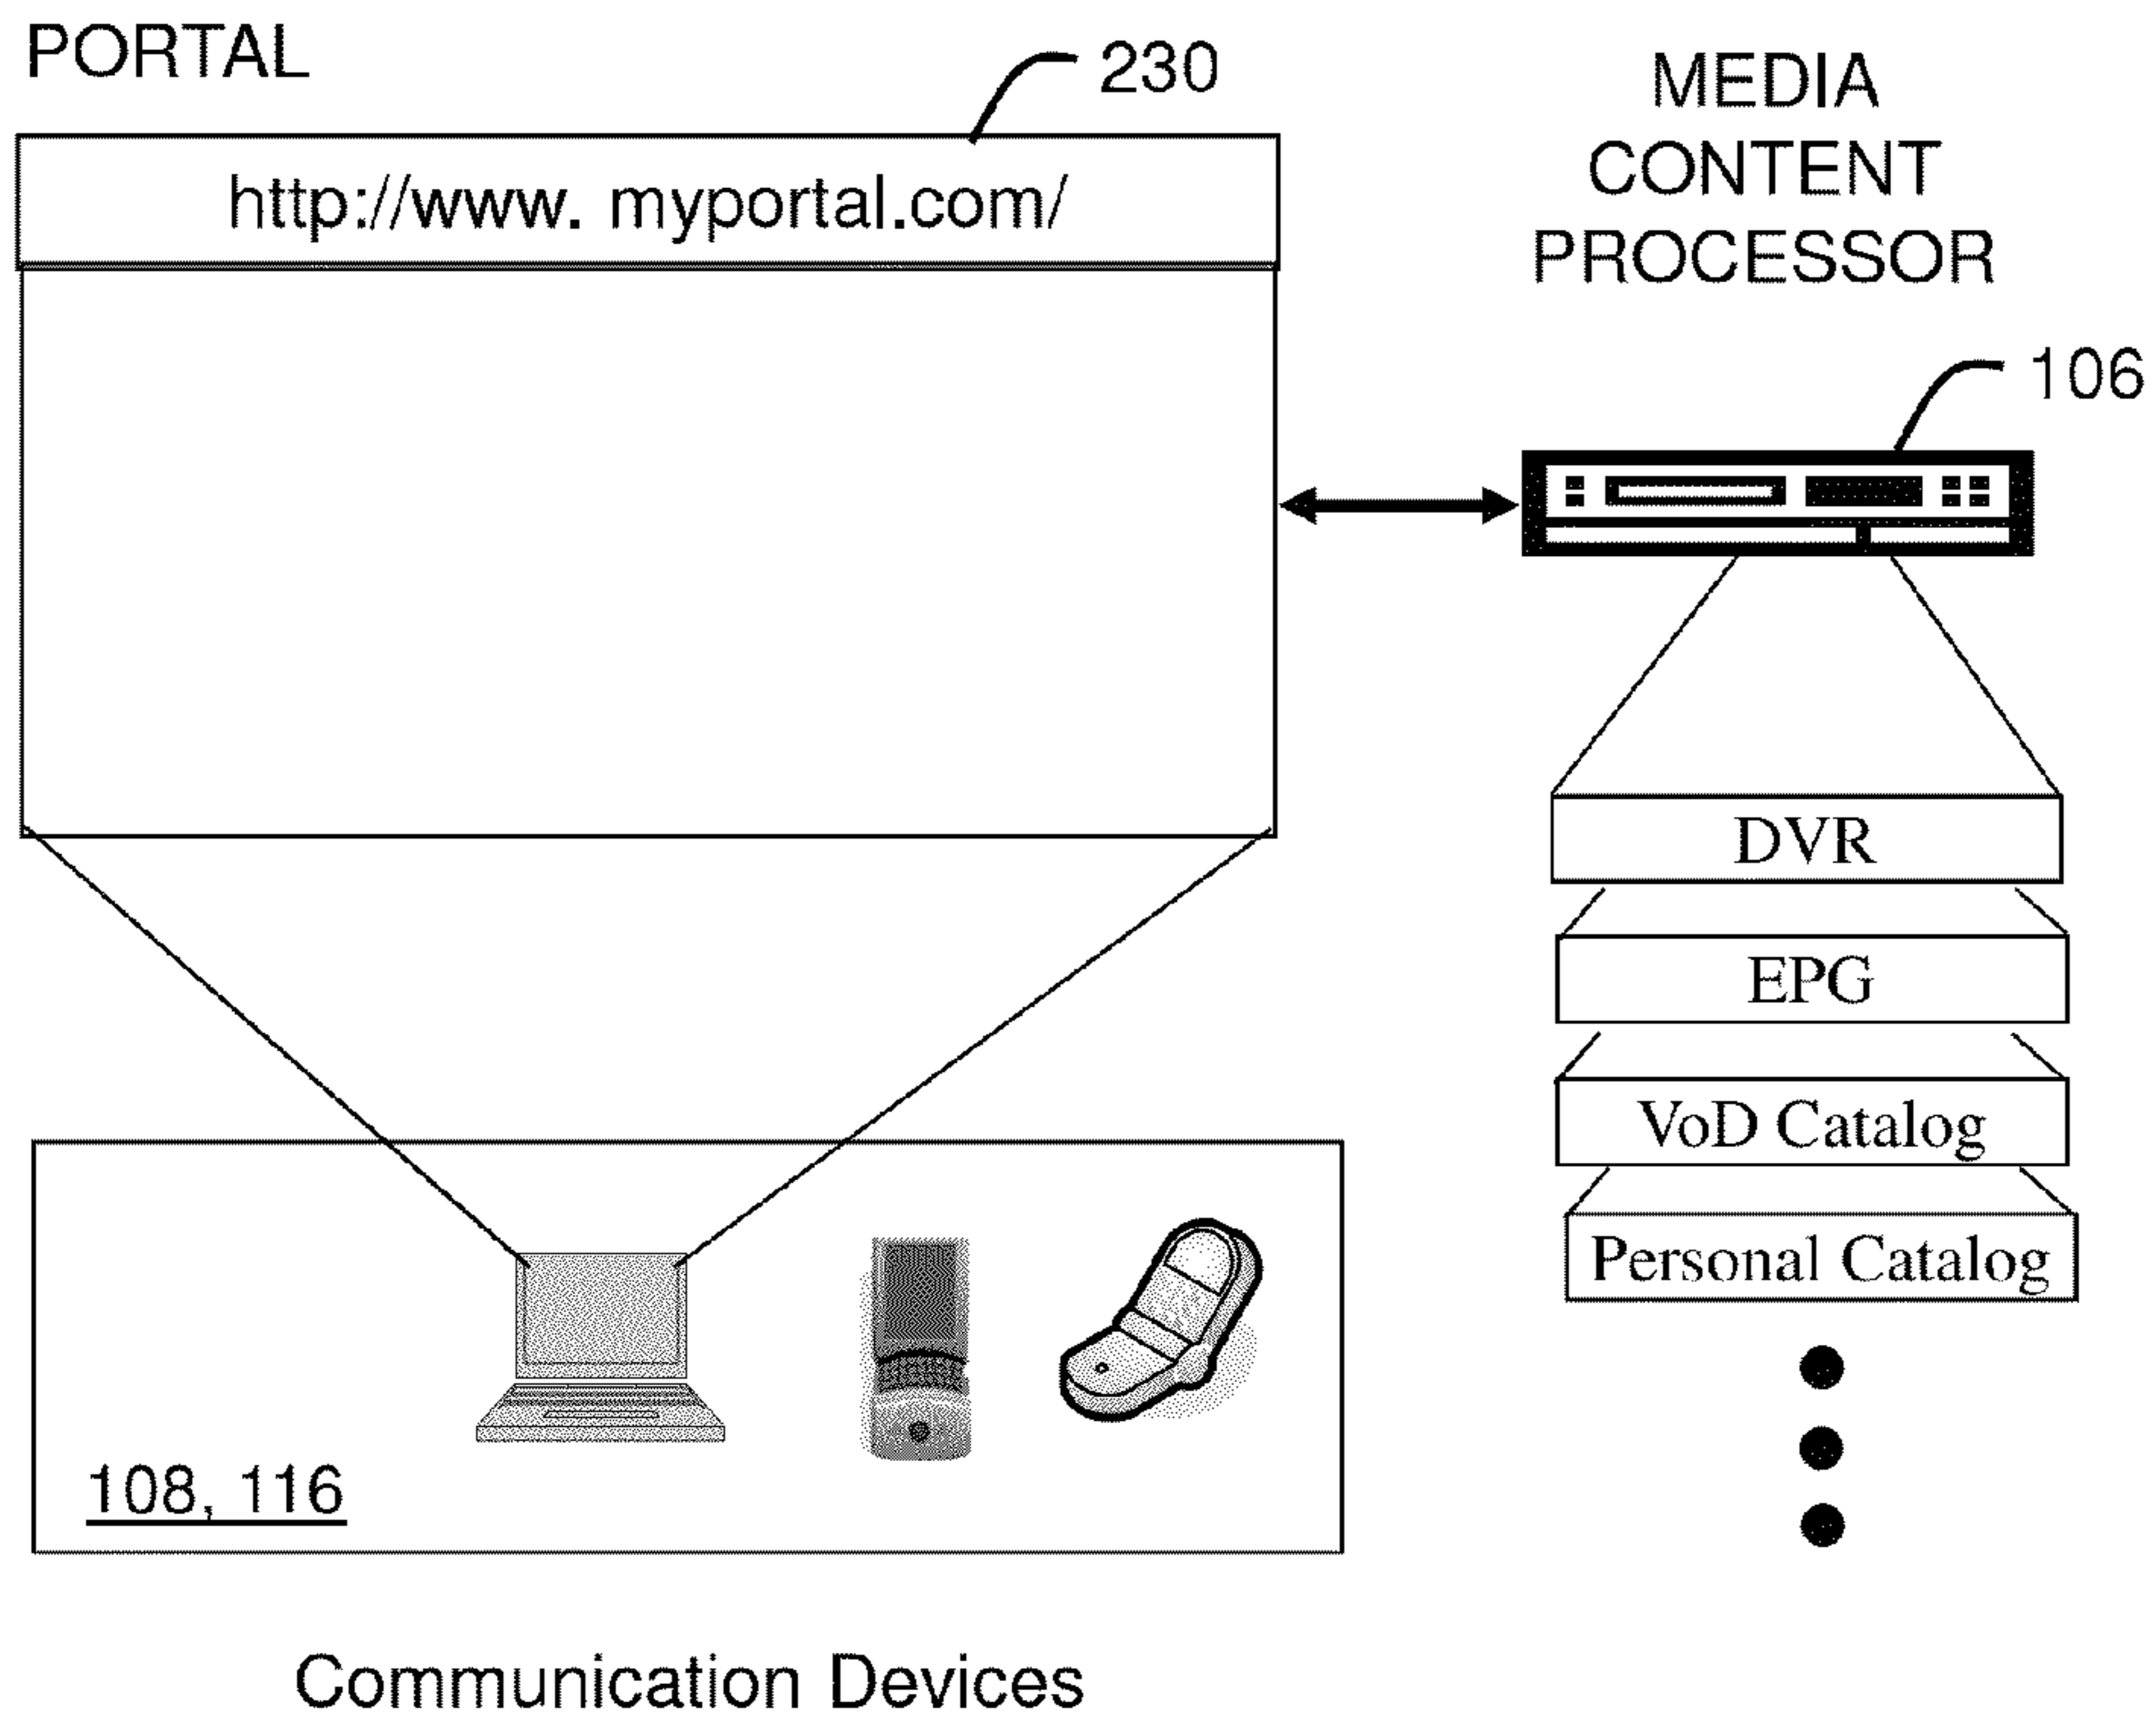 PORTAL
230
http://www. myportal.com/
MEDIA
CONTENT
PROCESSOR
106
DVR
EPG
VoD Catalog
Personal Catalog
108, 116
Communication Devices